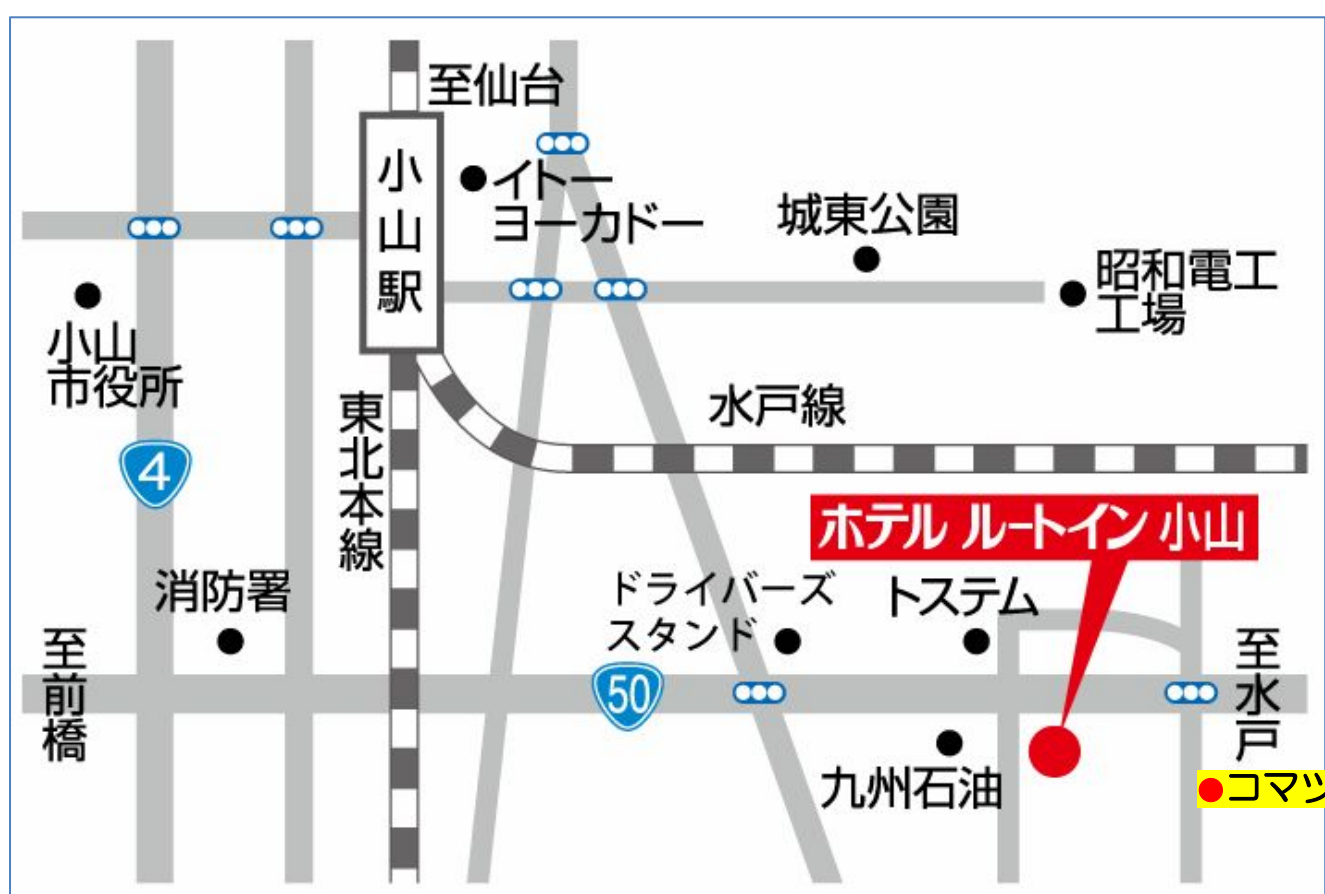 至仙台
小山駅
イトー
ヨーカドー
城東公園
昭和電工
工場
小山
市役所
水戸線
東北本線
4
ホテル ルートイン 小山
消防署
ドライバーズ
スタンド
トステム
至前橋
50
至水戸
九州石油
コマツ